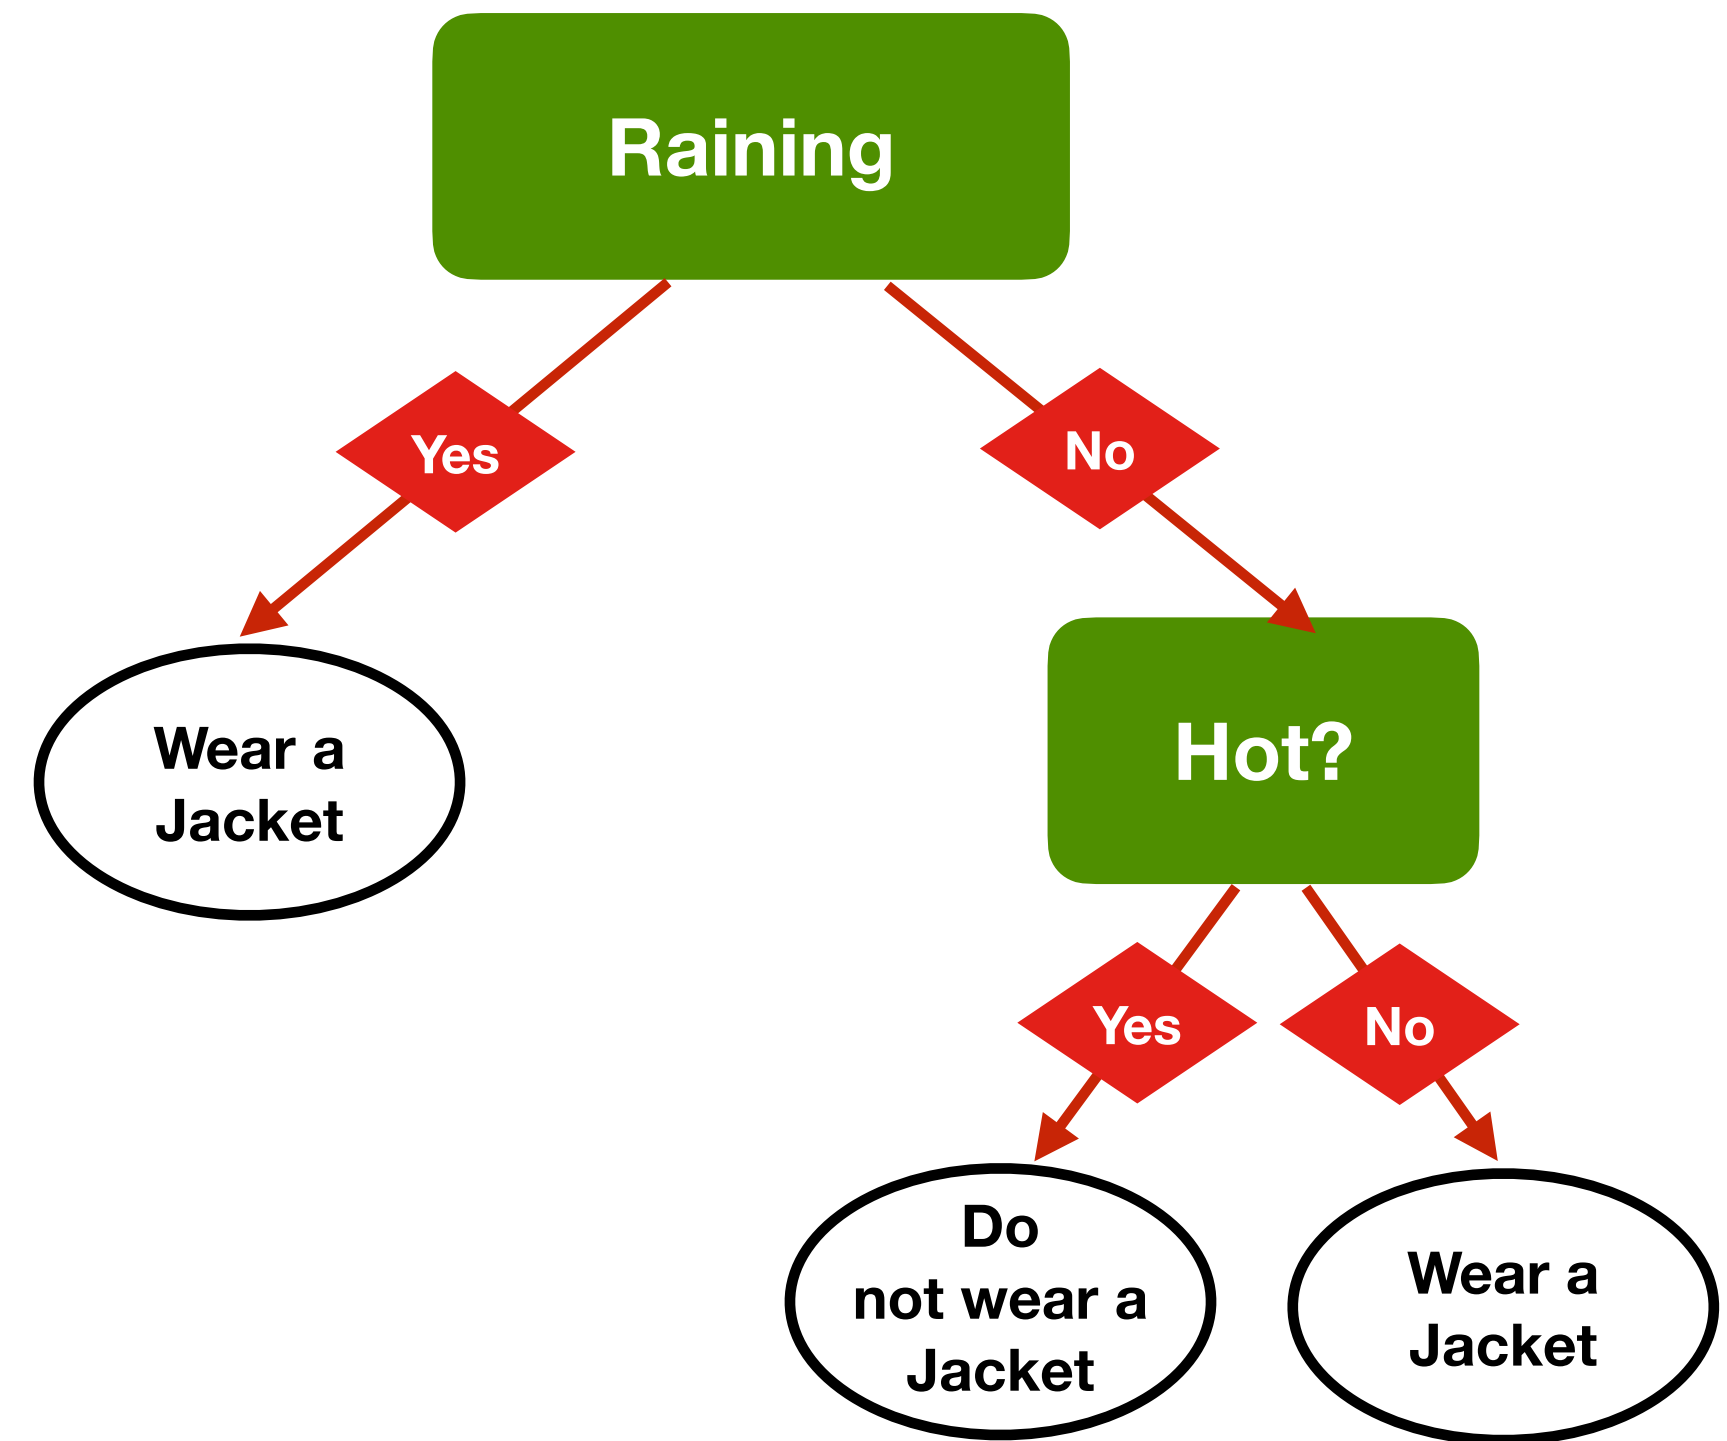 Raining
Yes
No
Wear a
Jacket
Hot?
Yes
No
Do
not wear a
Jacket
Wear a
Jacket